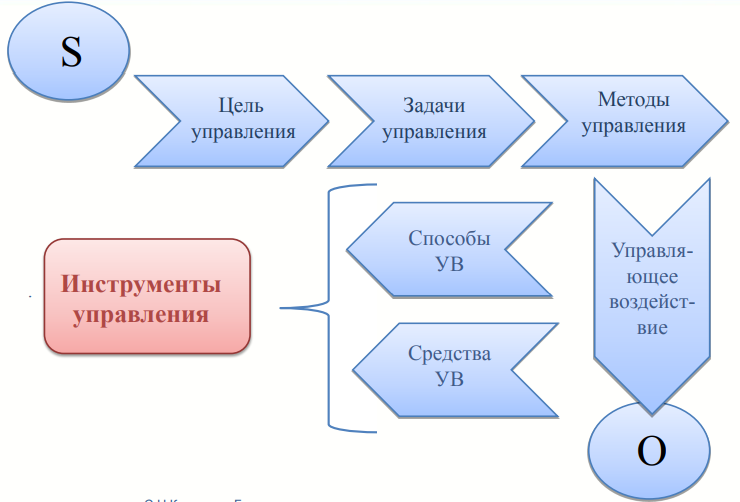 S
Цель
управления
Задачи
управления
Методы
управления
Способы
УВ
Управля-
ющее
воздейст-
вие
Инструменты
управления
Средства
УВ
О